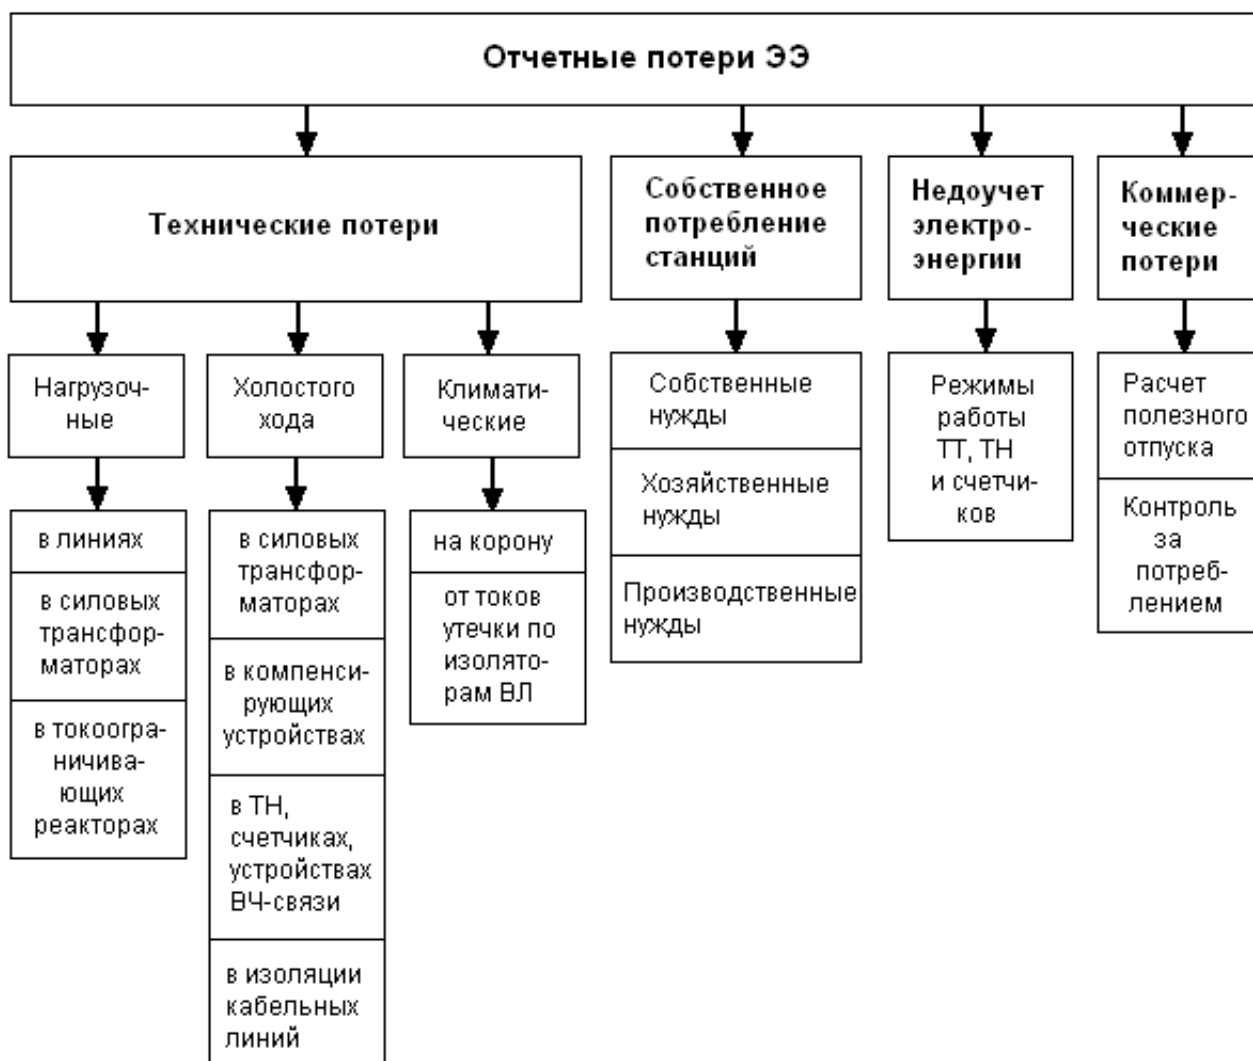 Отчетные потери ЭЭ
Технические потери
Собственное
потребление
станций
Недоучет
электро-
энергии
Коммер-
ческие
потери
Нагрузоч-
ные
Холостого
хода
Климати-
ческие
Собственные
нужды
Хозяйственные
нужды
Производственные
нужды
Режимы
работы
ТТ, ТН
и счетчи-
ков
Расчет
полезного
отпуска
Контроль
за
потреб-
лением
в линиях
в силовых
трансфор-
маторах
в токоогра-
ничива-
ющих
реакторах
в силовых
трансфор-
маторах
в компенси-
рующих
устройствах
в ТН,
счетчиках,
устройствах
ВЧ-связи
в изоляции
кабельных
линий
на корону
от токов
утечки по
изолято-
рам ВЛ